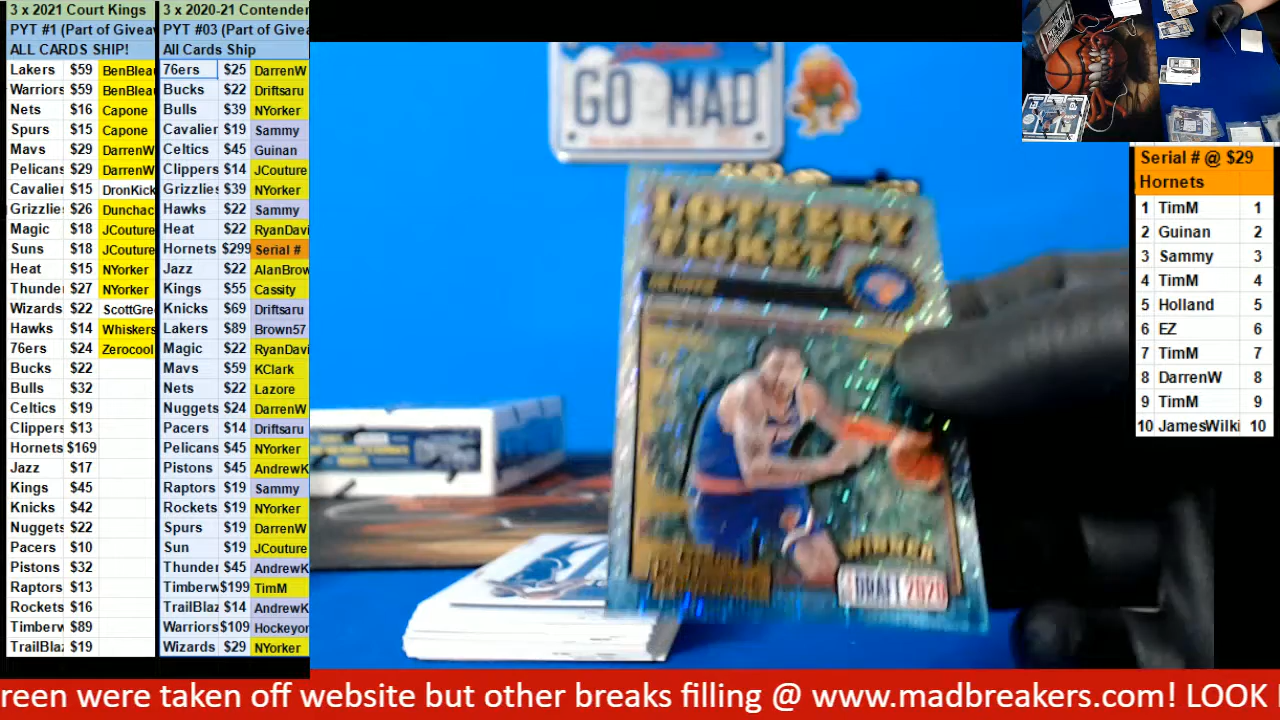 3 x 2021 Court Kings
PYT #1 (Part of Giveav
ALL CARDS SHIP!
Lakers $59 BenBleau
Warriors $59 BenBleau
Nets $16 Capone
Spurs $15 Capone
Mavs $29 DarrenW
Pelicans $29 DarrenW
Cavalier $15 DronKick
Grizzlie $26 Dunchac
Magic $18 JCouture
Suns $18 JCouture
Heat $15 NYorker
Thunder $27 NYorker
Wizards $22 ScottGre
Hawks $14 Whiskers
76ers $24 Zerocool
Bucks $22
Bulls $32
Celtics $19
Clippers $13
Hornets $169
Jazz $17
Kings $45
Knicks $42
Nuggets $22
Pacers $10
Pistons $32
Raptors $13
Rockets $16
Timberw $89
TrailBlaz $19
3 x 2020-21 Contender
PYT #03 (Part of Givea
All Cards Ship
76ers $25 DarrenW
Bucks $22 Driftsaru
Bulls $39 NYorker
Cavalier $19 Sammy
Celtics $45 Guinan
Clippers $14 JCouture
Grizzlies $39 NYorker
Hawks $22 Sammy
Heat $22 RyanDavi
Hornets $299 Serial #
Jazz $22 AlanBrow
Kings $55 Cassity
Knicks $69 Driftsaru
Lakers $89 Brown57
Magic $22 RyanDavi
Mavs $59 KClark
Nets $22 Lazore
Nuggets $24 DarrenW
Pacers $14 Driftsaru
Pelicans $45 NYorker
Pistons $45 AndrewK
Raptors $19 Sammy
Rockets $19 NYorker
Spurs $19 DarrenW
Sun $19 JCouture
Thunder $45 AndrewK
Timberw $199 TimM
TrailBlaz $14 AndrewK
Warriors $109 Hockeyor
Wizards $29 NYorker
GO MAD
LOTTERY
TICKET
WINNER
DRAFT 2020
Serial # @ $29
Hornets
1 TimM 1
2 Guinan 2
3 Sammy 3
4 TimM 4
5 Holland 5
6 EZ 6
7 TimM 7
8 DarrenW 8
9 TimM 9
10 JamesWilki 10
reen were taken off website but other breaks filling @ www.madbreakers.com! LOOK